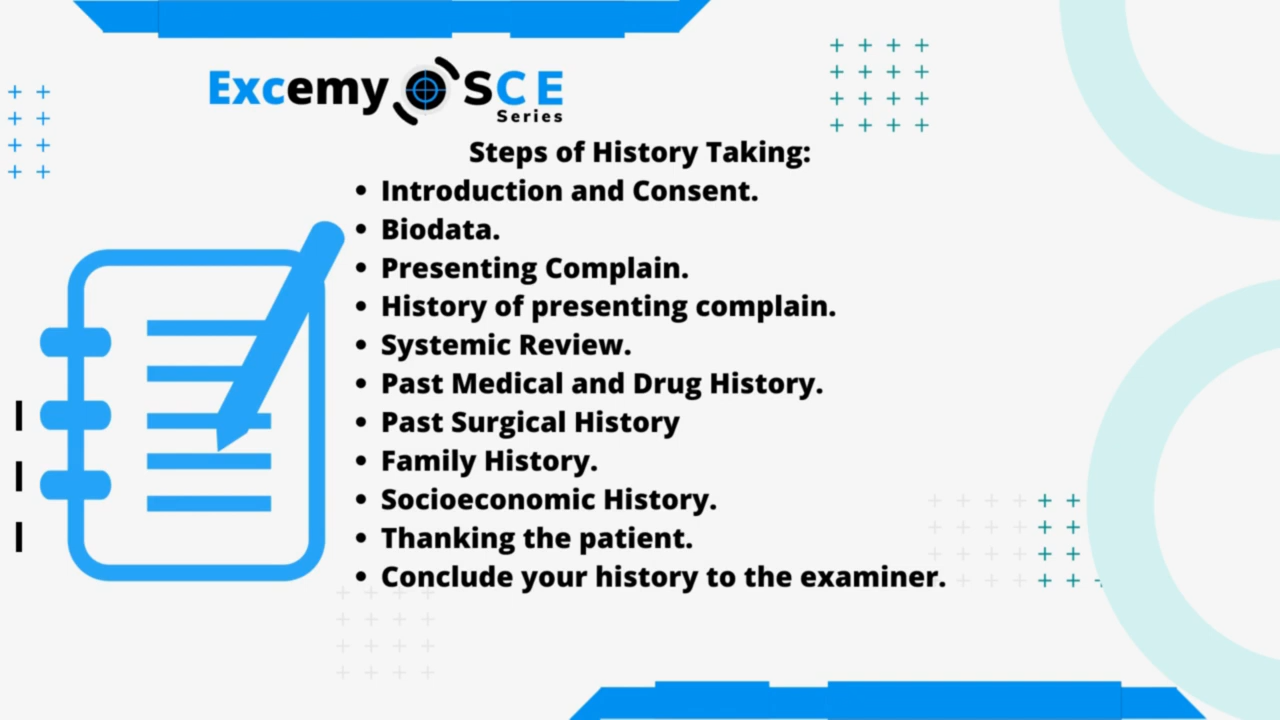 Excemy OSCE
Series
Steps of History Taking:
• Introduction and Consent.
• Biodata.
• Presenting Complain.
• History of presenting complain.
• Systemic Review.
• Past Medical and Drug History.
• Past Surgical History
• Family History.
• Socioeconomic History.
• Thanking the patient.
• Conclude your history to the examiner.